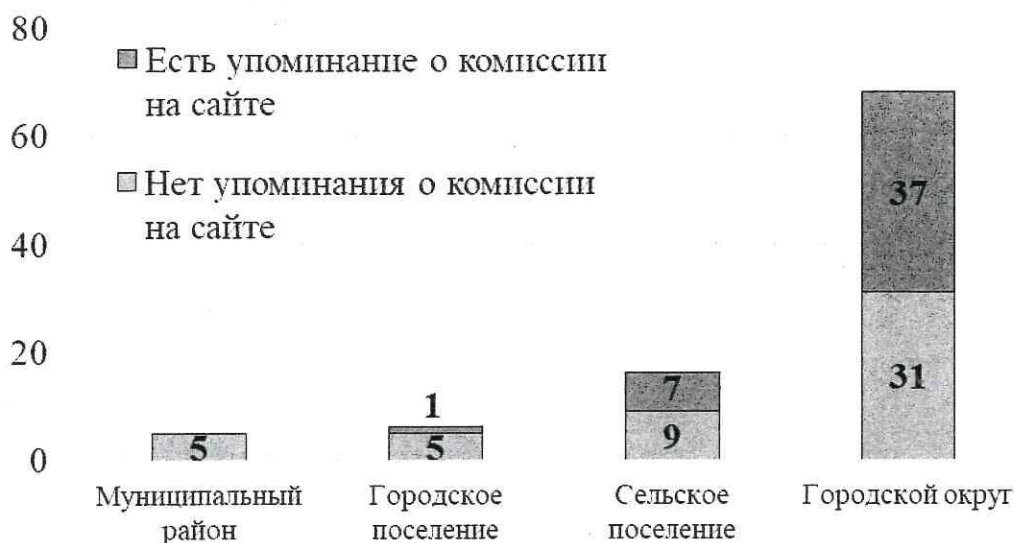 80
Есть упоминание о комиссии
на сайте
60
Нет упоминания о комиссии
на сайте
40
20
0
37
31
7
9
1
5
5
Муниципальный
район
Городское
поселение
Сельское
поселение
Городской округ